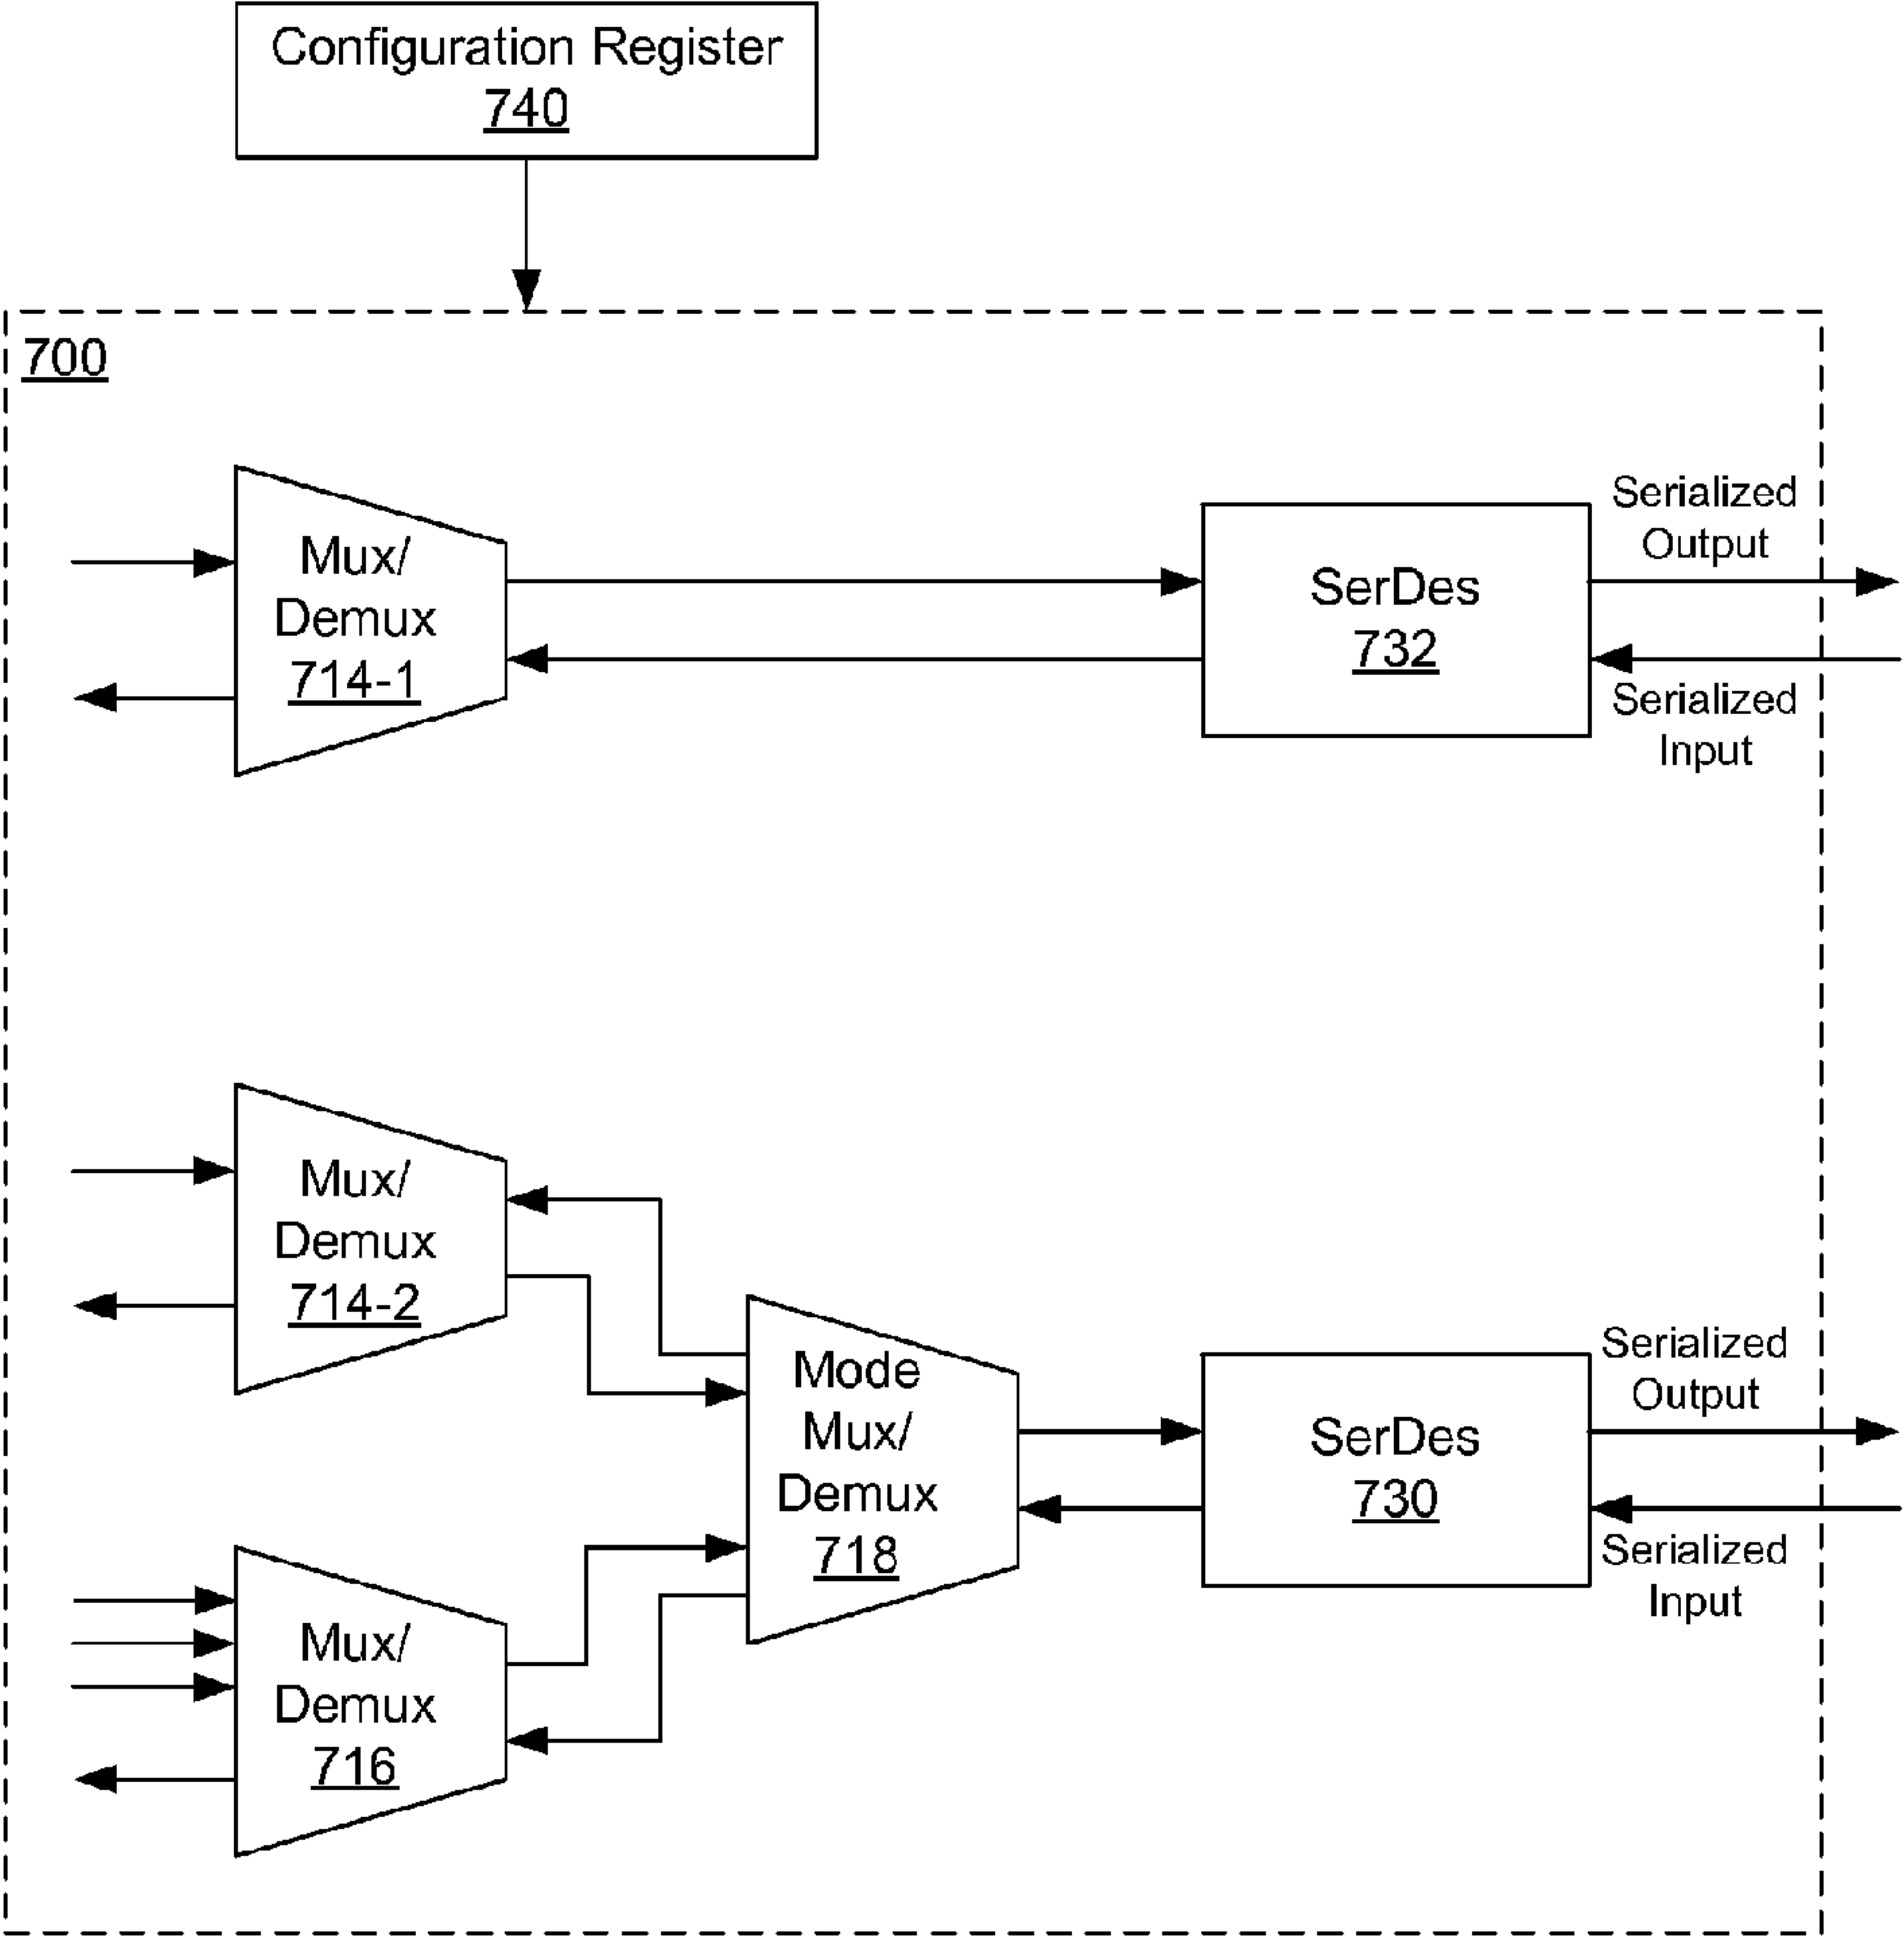 Configuration Register
740
700
Mux/
Demux
714-1
SerDes
732
Serialized
Output
Serialized
Input
Mux/
Demux
714-2
Mode
Mux/
Demux
718
SerDes
730
Serialized
Output
Serialized
Input
Mux/
Demux
716